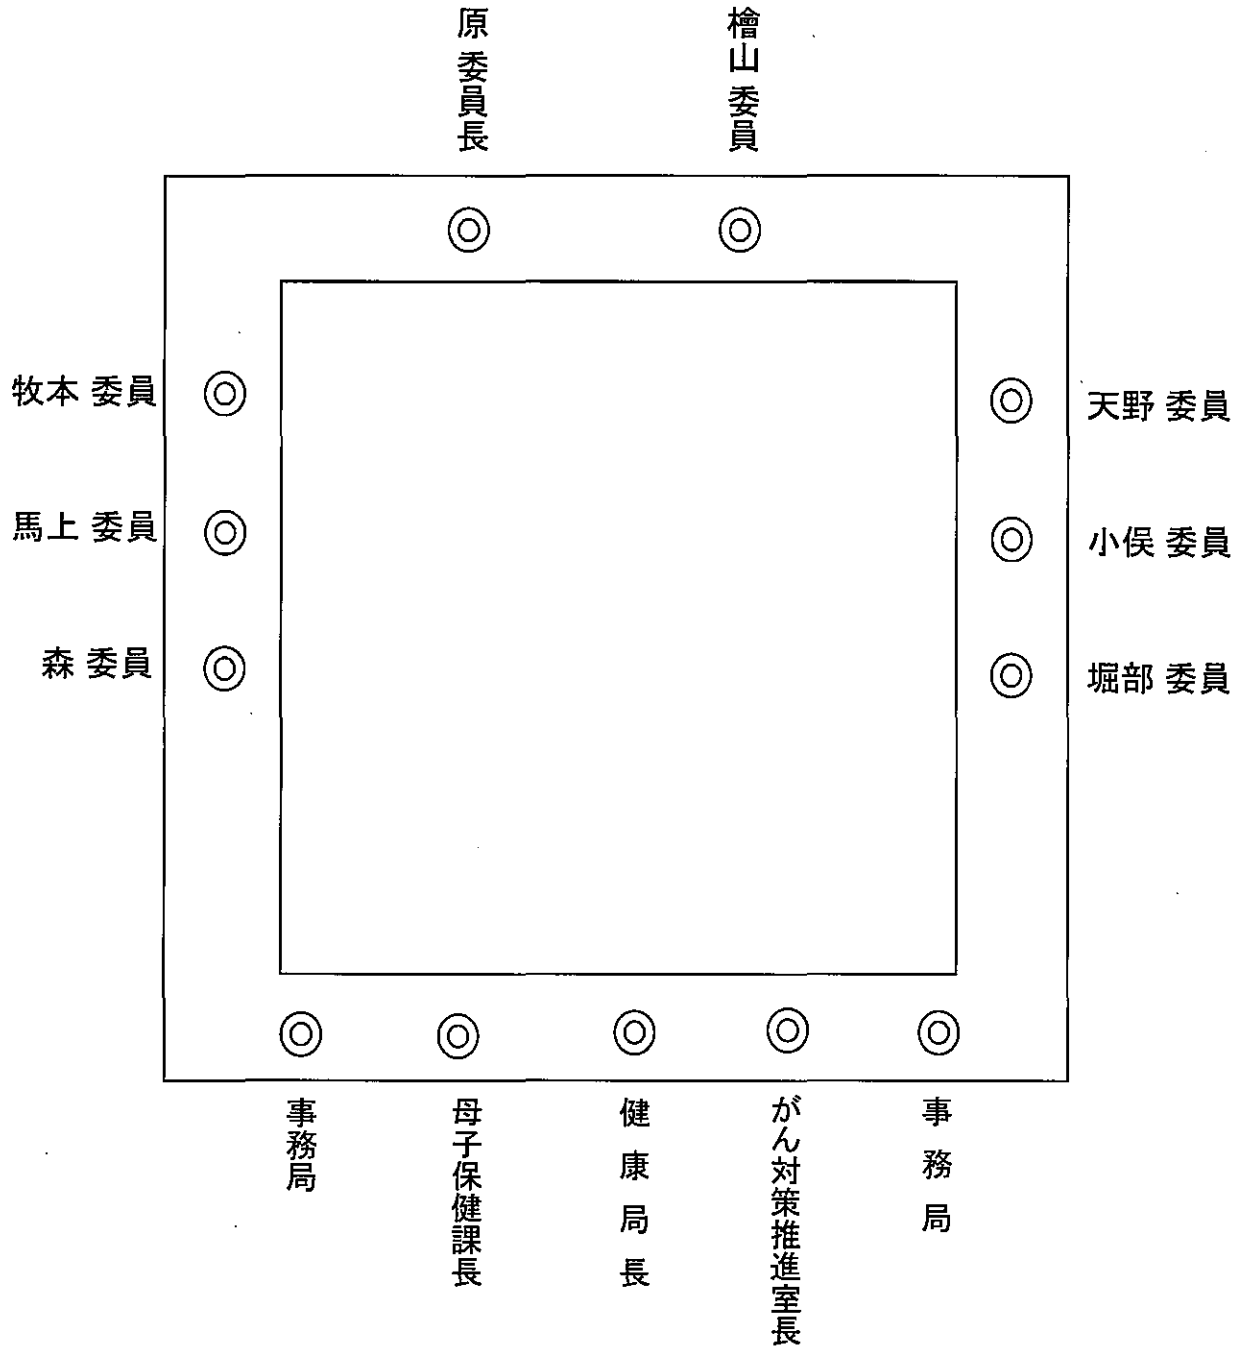 原 委員長
檜山 委員
牧本 委員
天野 委員
馬上 委員
小俣 委員
森 委員
堀部 委員
事務局
母子保健課長
健康局長
がん対策推進室長
事務局